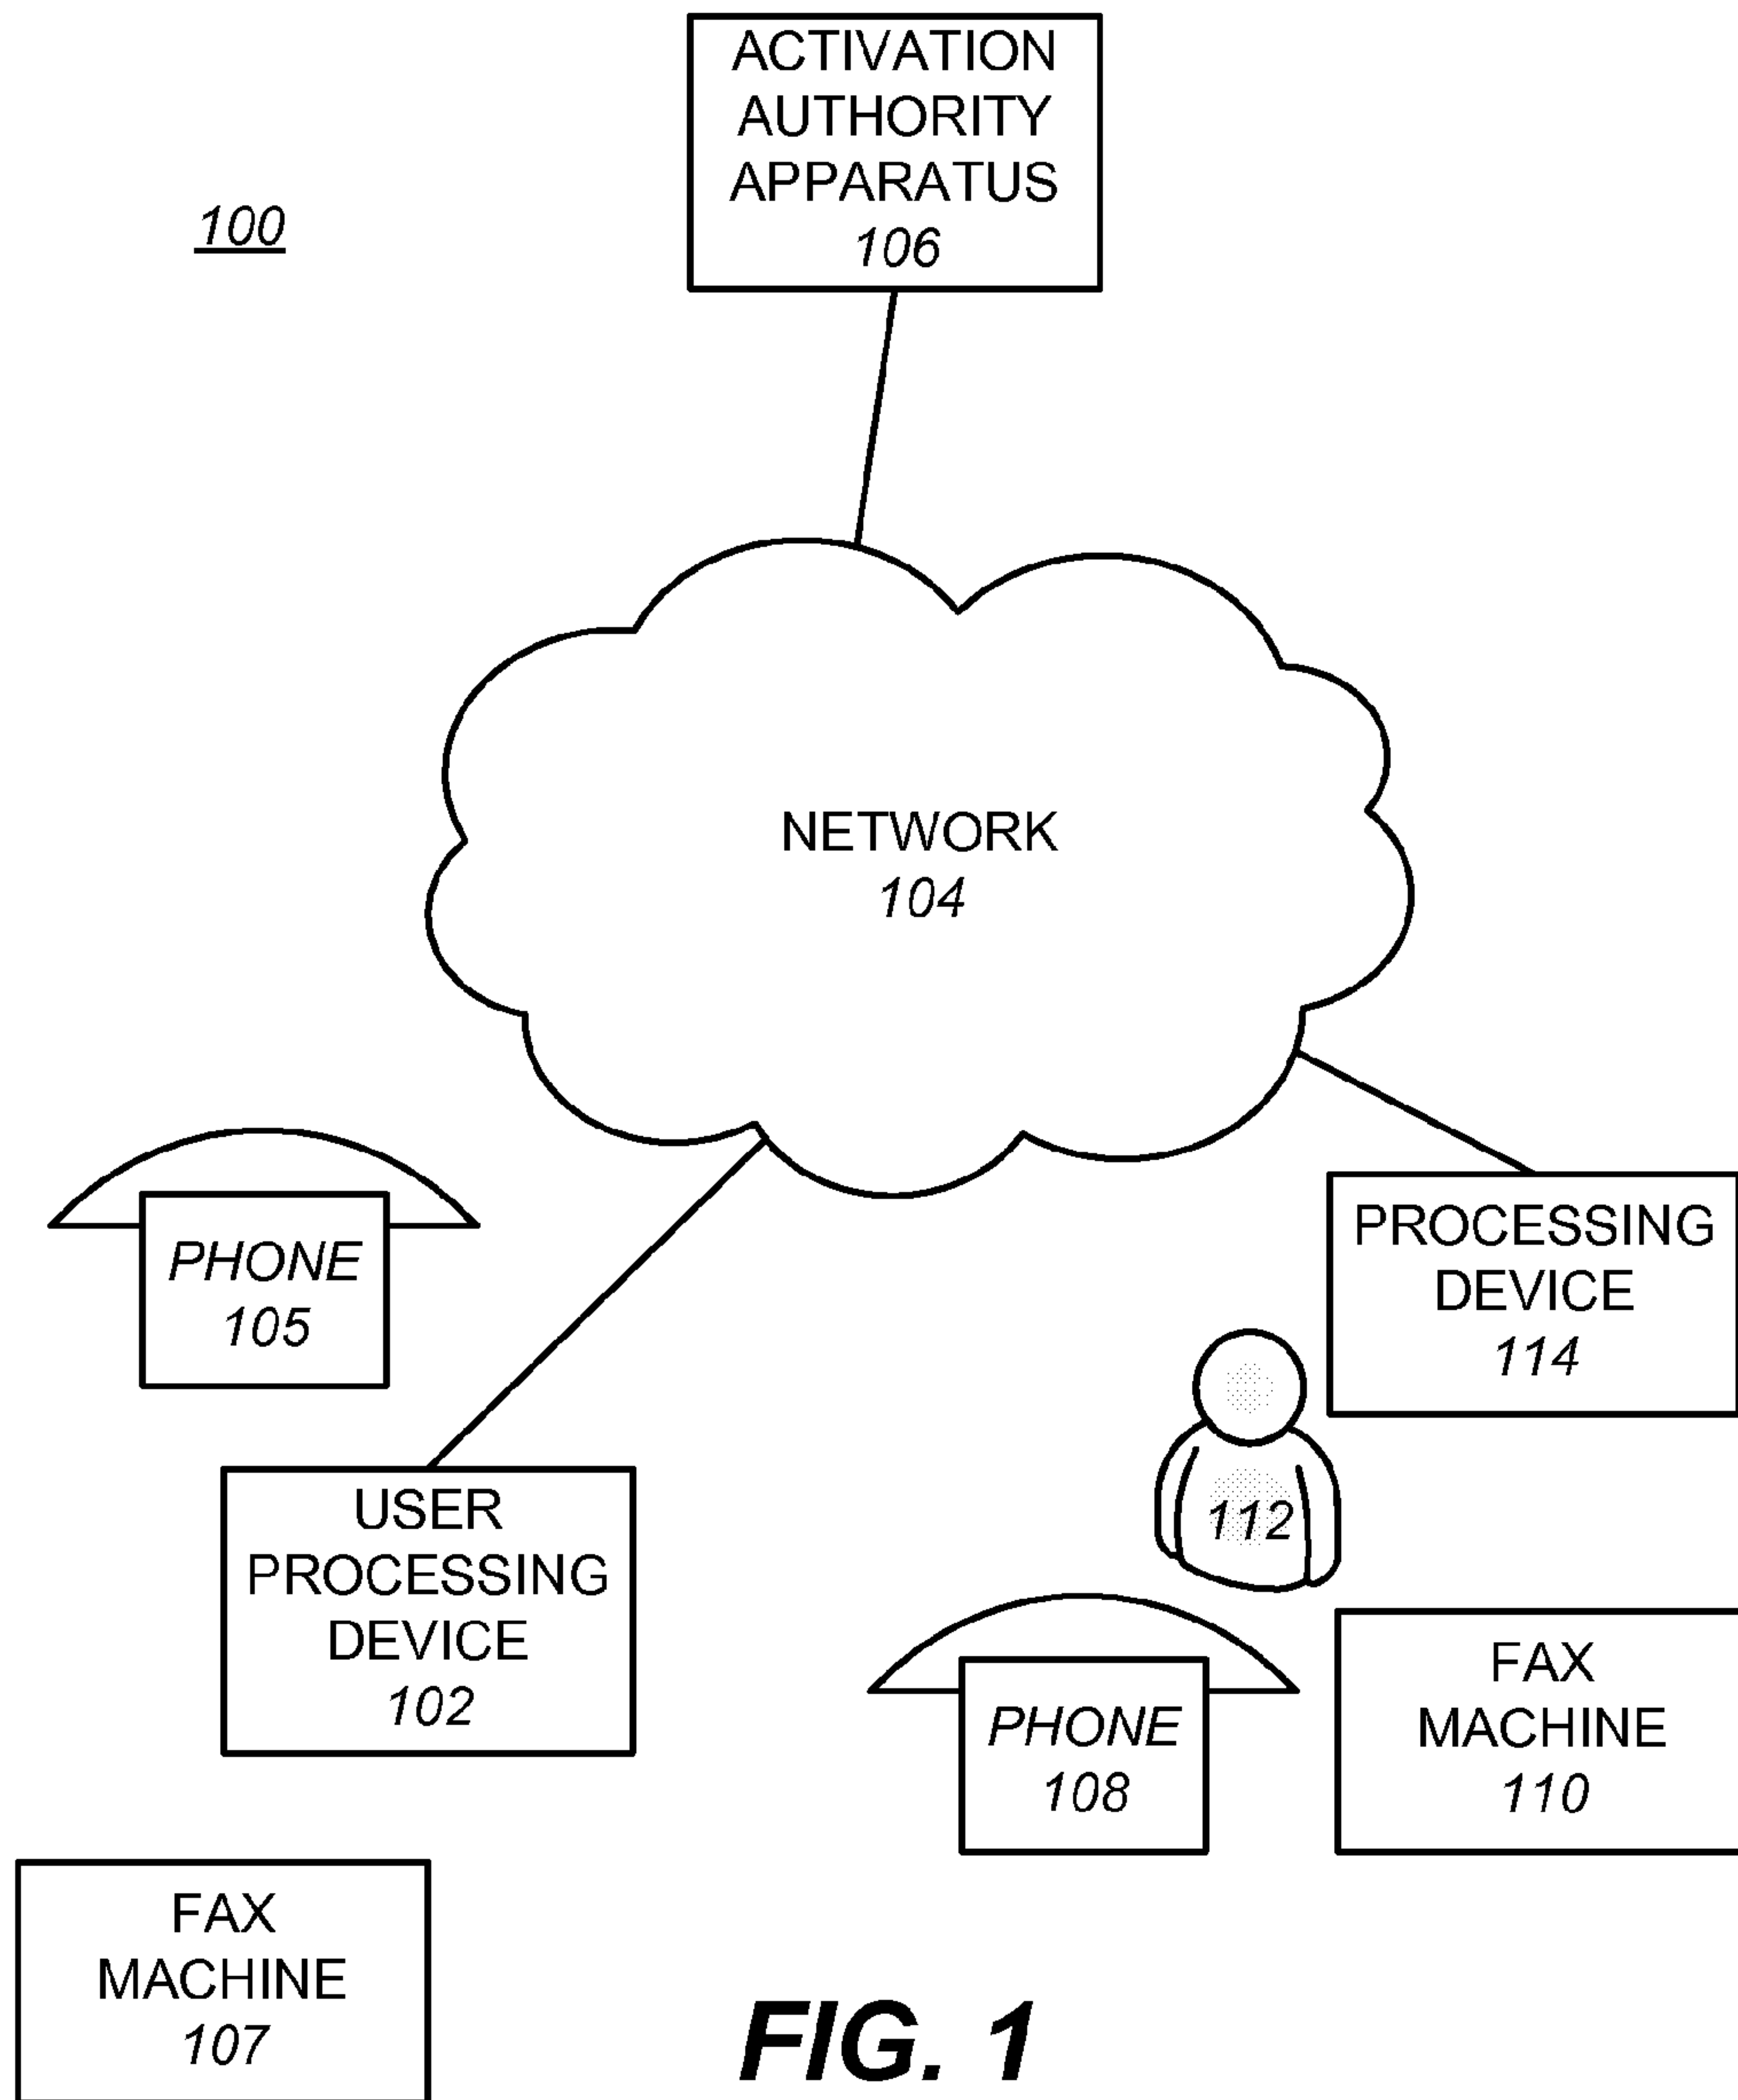 ACTIVATION
AUTHORITY
APPARATUS
106
100
NETWORK
104
PHONE
105
PROCESSING
DEVICE
114
USER
PROCESSING
DEVICE
102
112
PHONE
108
FAX
MACHINE
110
FAX
MACHINE
107
FIG. 1